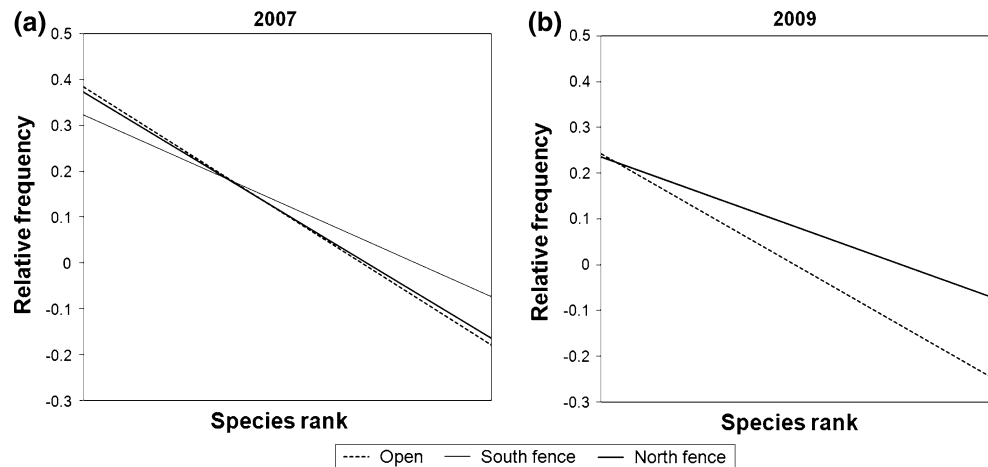 (a) 2007
0.5
0.4
0.3
0.2
0.1
0
-0.1
-0.2
-0.3
Relative frequency
Species rank
(b) 2009
0.5
0.4
0.3
0.2
0.1
0
-0.1
-0.2
-0.3
Relative frequency
Species rank
Open South fence North fence